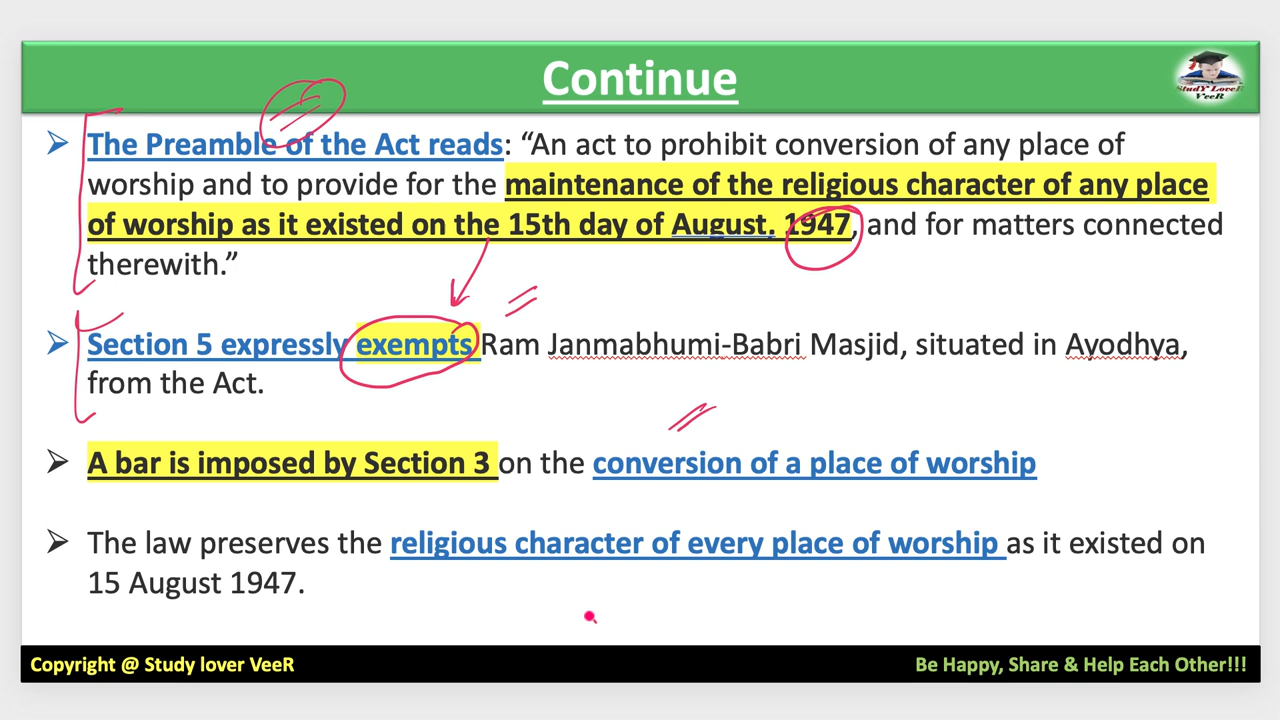 Continue
StudY LoveR
VeeR
The Preamble of the Act reads: “An act to prohibit conversion of any place of
worship and to provide for the maintenance of the religious character of any place
of worship as it existed on the 15th day of August. 1947, and for matters connected
therewith.”
Section 5 expressly exempts Ram Janmabhumi-Babri Masjid, situated in Ayodhya,
from the Act.
A bar is imposed by Section 3 on the conversion of a place of worship
The law preserves the religious character of every place of worship as it existed on
15 August 1947.
Copyright @ Study lover VeeR
Be Happy, Share & Help Each Other!!!